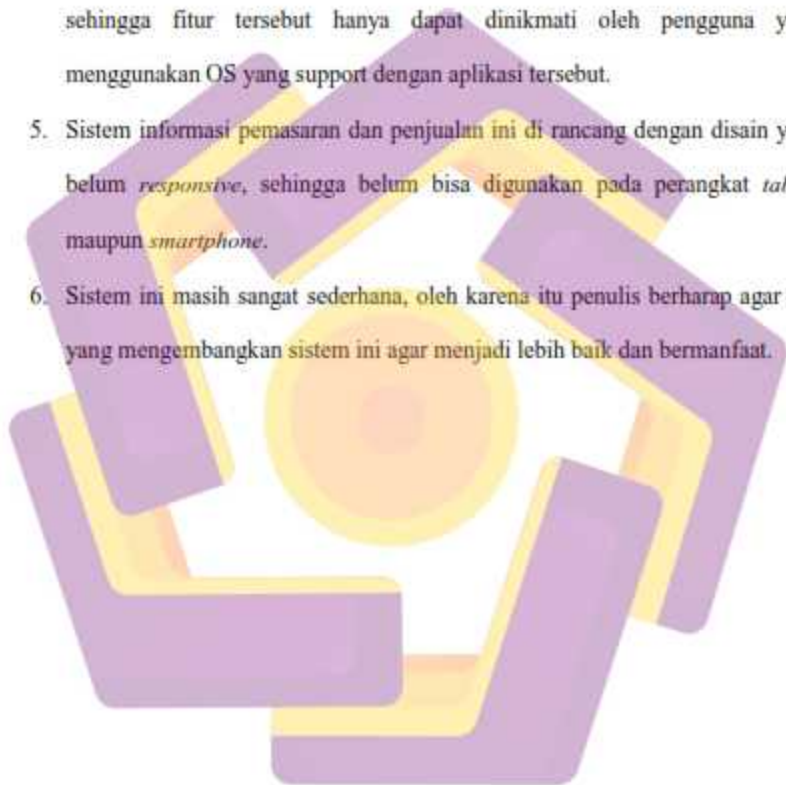 sehingga fitur tersebut hanya dapat dinikmati oleh pengguna y
menggunakan OS yang support dengan aplikasi tersebut.
5. Sistem informasi pemasaran dan penjualan ini di rancang dengan disain y
belum responsive, sehingga belum bisa digunakan pada perangkat
maupun smartphone.
6. Sistem ini masih sangat sederhana, oleh karena itu penulis berharap agar
yang mengembangkan sistem ini agar menjadi lebih baik dan bermanfaat.